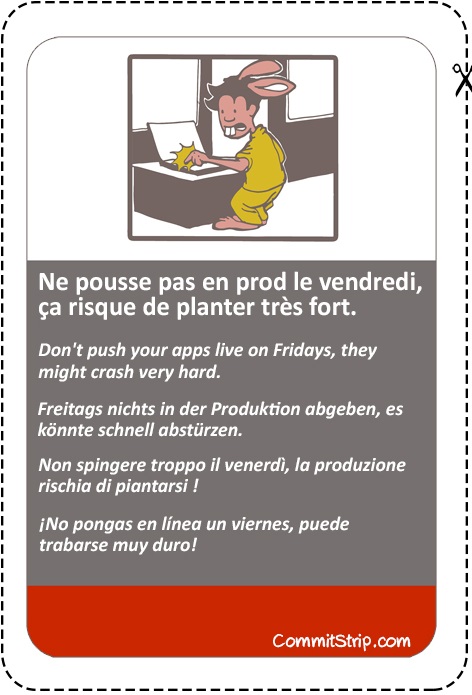 Ne pousse pas en prod le vendredi,
ça risque de planter très fort.
Don't push your apps live on Fridays, they
might crash very hard.
Freitags nichts in der Produktion abgeben, es
könnte schnell abstürzen.
Non spingere troppo il venerdì, la produzione
rischia di piantarsi !
¡No pongas en línea un viernes, puede
trabarse muy duro!
CommitStrip.com